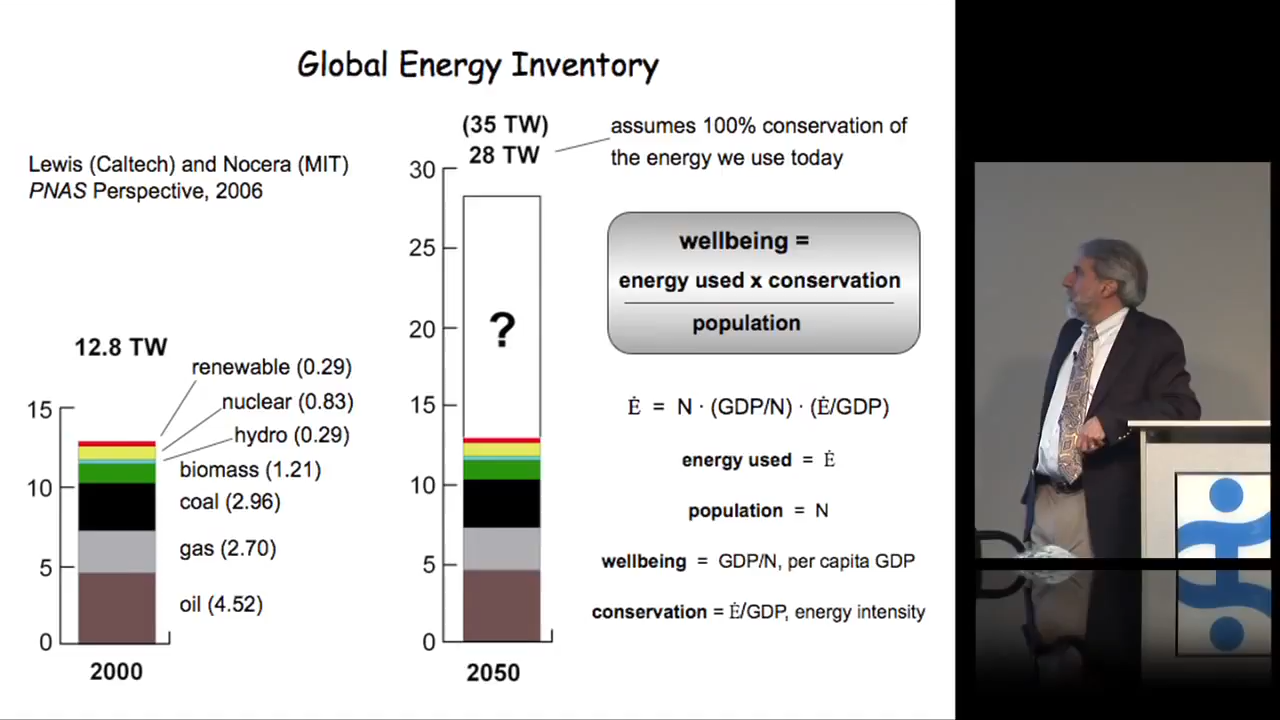 Global Energy Inventory
Lewis (Caltech) and Nocera (MIT)
PNAS Perspective, 2006
12.8 TW
15
10
5
0
renewable (0.29)
nuclear (0.83)
hydro (0.29)
biomass (1.21)
coal (2.96)
gas (2.70)
oil (4.52)
2000
(35 TW)
28 TW
30
25
20
15
10
5
0
?
2050
assumes 100% conservation of
the energy we use today
wellbeing =
energy used x conservation
population
Ė = N · (GDP/N) · (Ė/GDP)
energy used = Ė
population = N
wellbeing = GDP/N, per capita GDP
conservation = Ė/GDP, energy intensity